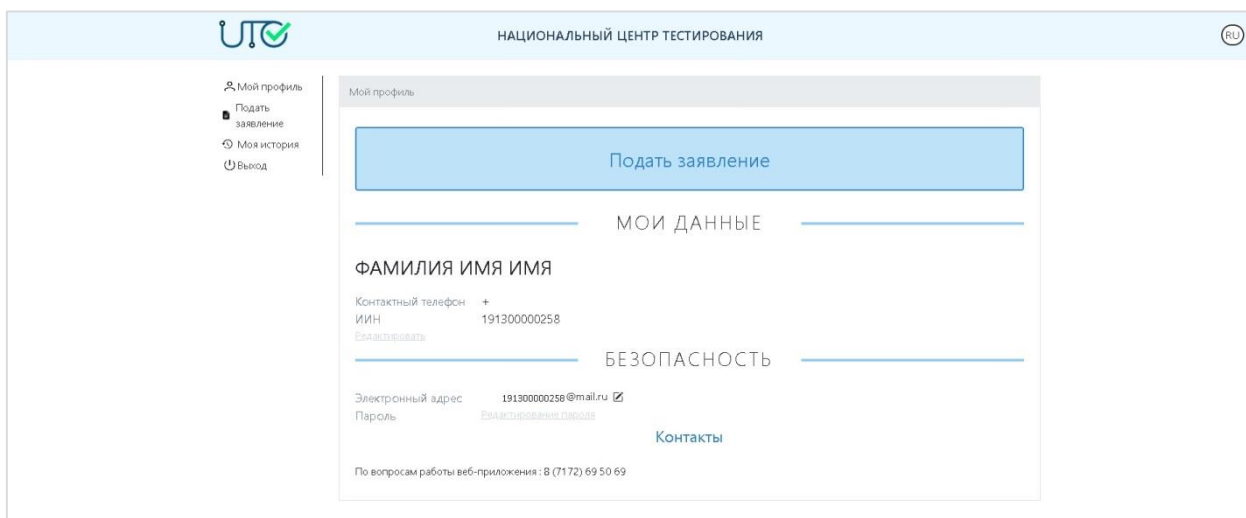 UTO
НАЦИОНАЛЬНЫЙ ЦЕНТР ТЕСТИРОВАНИЯ
RU
Мой профиль
Подать
заявление
Моя история
Выход
Мой профиль
Подать заявление
МОИ ДАННЫЕ
ФАМИЛИЯ ИМЯ ИМЯ
Контактный телефон +
ИИН 191300000258
Редактировать
БЕЗОПАСНОСТЬ
Электронный адрес 191300000258@mail.ru
Пароль Редактирование пароля
Контакты
По вопросам работы веб-приложения : 8 (7172) 69 50 69